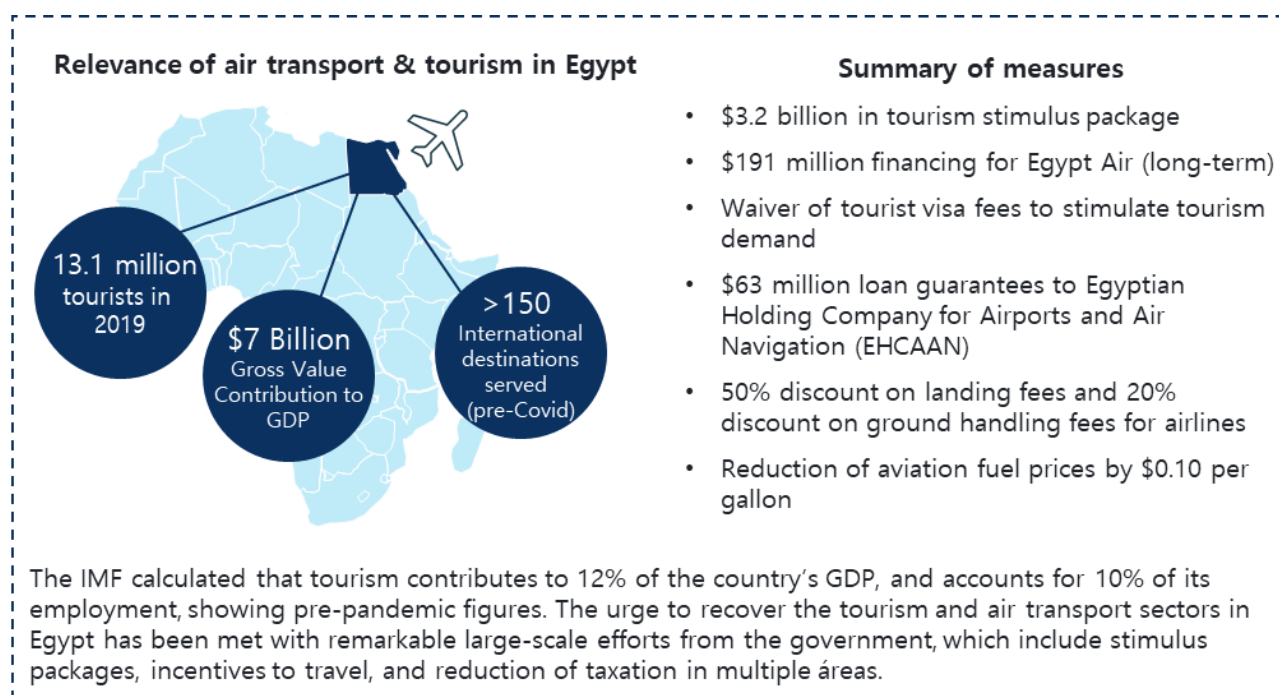 Relevance of air transport & tourism in Egypt
13.1 million
tourists in
2019
$7 Billion
Gross Value
Contribution to
GDP
>150
International
destinations
served
(pre-Covid)
Summary of measures
• $3.2 billion in tourism stimulus package
• $191 million financing for Egypt Air (long-term)
• Waiver of tourist visa fees to stimulate tourism
demand
• $63 million loan guarantees to Egyptian
Holding Company for Airports and Air
Navigation (EHCAAN)
• 50% discount on landing fees and 20%
discount on ground handling fees for airlines
• Reduction of aviation fuel prices by $0.10 per
gallon
The IMF calculated that tourism contributes to 12% of the country’s GDP, and accounts for 10% of its
employment, showing pre-pandemic figures. The urge to recover the tourism and air transport sectors in
Egypt has been met with remarkable large-scale efforts from the government, which include stimulus
packages, incentives to travel, and reduction of taxation in multiple áreas.